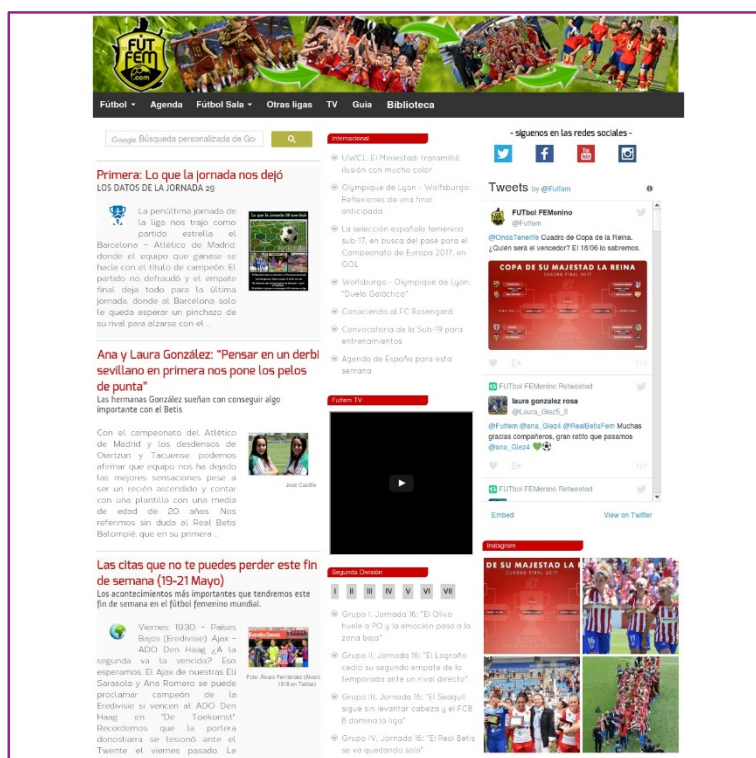 FÚT
FEM
.com
Fútbol Agenda Fútbol Sala Otras ligas TV Guia Biblioteca
Google Búsqueda personalizada de Go
Primera: Lo que la jornada nos dejó
LOS DATOS DE LA JORNADA 29
La penúltima jornada de
la liga nos trajo como
partido estrella el
Barcelona – Atlético de Madrid,
donde el equipo que ganase se
hacía con el título de campeón. El
partido no defraudó y el empate
final deja todo para la última
jornada, donde al Barcelona solo
le queda esperar un pinchazo de
su rival para alzarse con el ...
Ana y Laura González: "Pensar en un derbi
sevillano en primera nos pone los pelos
de punta"
Las hermanas González sueñan con conseguir algo
importante con el Betis
Con el campeonato del Atlético
de Madrid y los desdensos de
Oiartzun y Tacuense, podemos
afirmar que equipo nos ha dejado
las mejores sensaciones pese a
ser un recién ascendido y contar
con una plantilla con una media
de edad de 20 años. Nos
referimos sin duda al Real Betis
Balompié, que en su primera ...
José Castillo
Las citas que no te puedes perder este fin
de semana (19-21 Mayo)
Los acontecimientos más importantes que tendremos este
fin de semana en el fútbol femenino mundial.
Viernes: 19:30 – Países
Bajos (Eredivisie): Ajax –
ADO Den Haag ¿A la
segunda va la vencida? Eso
esperamos. El Ajax de nuestras Eli
Sarasola y Ana Romero se puede
proclamar campeón de la
Eredivisie si vencen al ADO Den
Haag en "De Toekomst".
Recordemos que la portera
donostiarra se lesionó ante el
Twente el viernes pasado. Le
Foto: Álvaro Fernández (Álvaro
1919 en Twitter)
Internacional
UWCL: El Miniestadi transmitió
ilusión con mucho color
Olympique de Lyon - Wolfsburgo:
Reflexiones de una final
anticipada
La selección española femenina
sub-17, en busca del pase para el
Campeonato de Europa 2017, en
GOL
Wolfsburgo - Olympique de Lyon:
"Duelo Galáctico"
Conociendo al FC Rosengard
Convocatoria de la Sub-19 para
entrenamientos
Agenda de España para esta
semana
Futfem TV
Segunda División
I II III IV V VI VII
Grupo I, Jornada 16: "El Olivo
huele a PO y la emoción pasa a la
zona baja"
Grupo II, Jornada 16: "El Logroño
cedió su segundo empate de la
temporada ante un rival directo"
Grupo III, Jornada 16: "El Seagull
sigue sin levantar cabeza y el FCB
B domina la liga"
Grupo IV, Jornada 16: "El Real Betis
se va quedando solo"
- síguenos en las redes sociales -
Tweets by @Futfem
FUTbol FEMenino
@Futfem
@OndaTenerife Cuadro de Copa de la Reina.
¿Quién será el vencedor? El 18/06 lo sabremos.
COPA DE SU MAJESTAD LA REINA
CUADRO FINAL 2017
FUTbol FEMenino Retweeted
laura gonzalez rosa
@Laura_Glez5_6
@Futfem @ana_Glez4 @RealBetisFem Muchas
gracias compañeros, gran ratito que pasamos
@ana_Glez4
FUTbol FEMenino Retweeted
Embed View on Twitter
Instagram
DE SU MAJESTAD LA
CUADRO FINAL 2017